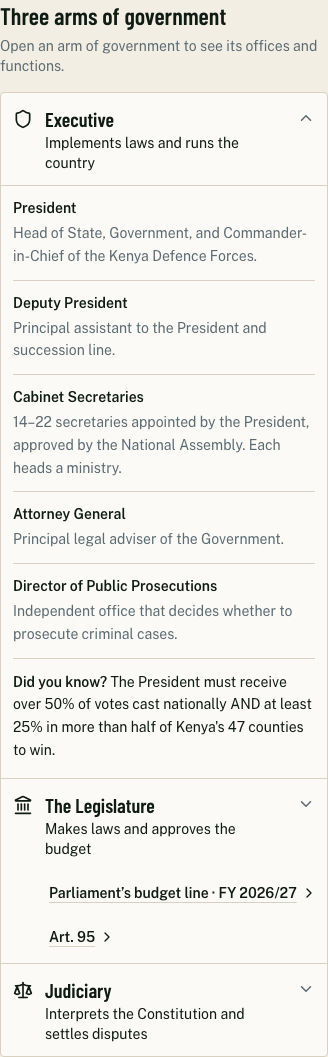 Three arms of government
Open an arm of government to see its offices and
functions.
Executive
Implements laws and runs the
country
President
Head of State, Government, and Commander-
in-Chief of the Kenya Defence Forces.
Deputy President
Principal assistant to the President and
succession line.
Cabinet Secretaries
14–22 secretaries appointed by the President,
approved by the National Assembly. Each
heads a ministry.
Attorney General
Principal legal adviser of the Government.
Director of Public Prosecutions
Independent office that decides whether to
prosecute criminal cases.
Did you know? The President must receive
over 50% of votes cast nationally AND at least
25% in more than half of Kenya's 47 counties
to win.
The Legislature
Makes laws and approves the
budget
Parliament’s budget line · FY 2026/27
Art. 95
Judiciary
Interprets the Constitution and
settles disputes